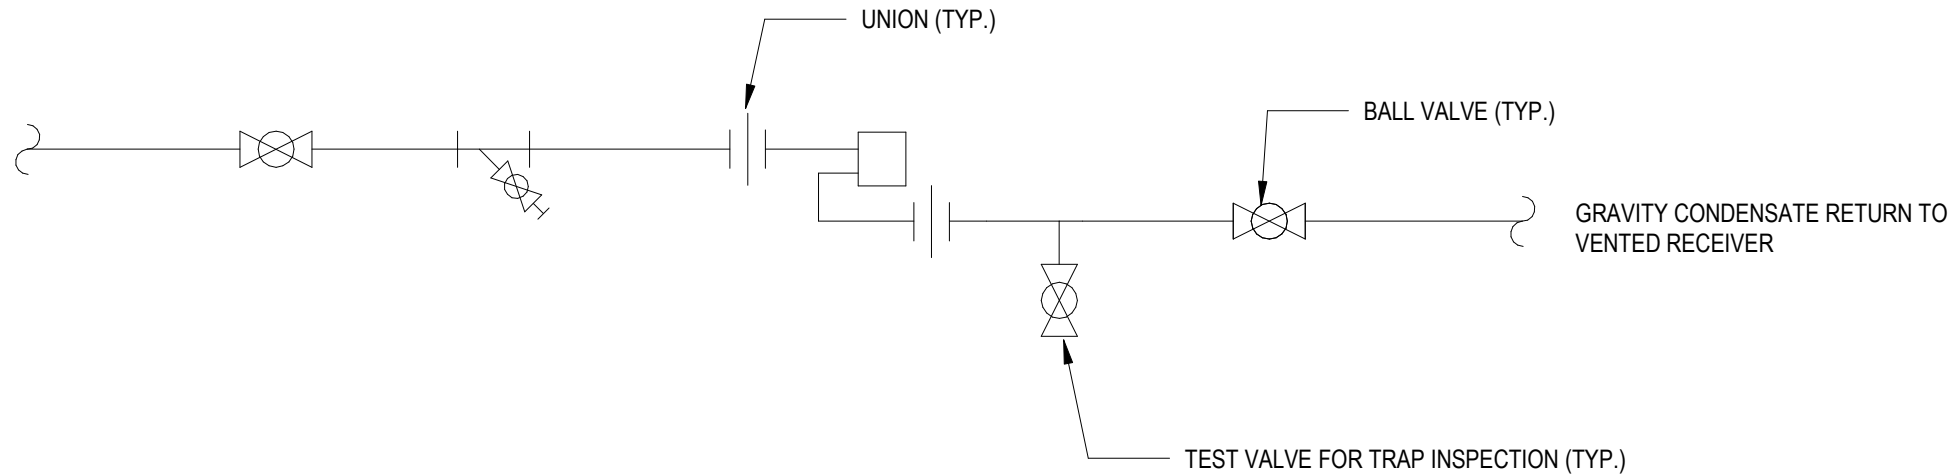 UNION (TYP.)
BALL VALVE (TYP.)
GRAVITY CONDENSATE RETURN TO
VENTED RECEIVER
TEST VALVE FOR TRAP INSPECTION (TYP.)